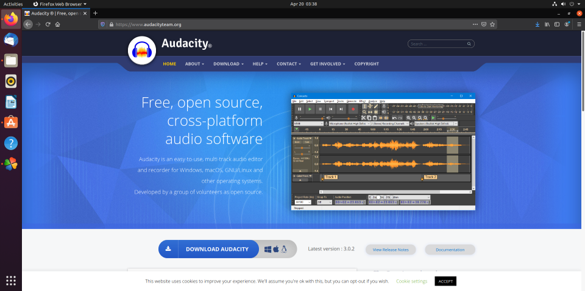 Activities Firefox Web Browser Apr 20 03:38
Audacity ® | Free, open s
https://www.audacityteam.org
Audacity®
Search ...
HOME ABOUT DOWNLOAD HELP CONTACT GET INVOLVED COPYRIGHT
Free, open source,
cross-platform
audio software
Audacity is an easy-to-use, multi-track audio editor
and recorder for Windows, macOS, GNU/Linux and
other operating systems.
Developed by a group of volunteers as open source.
DOWNLOAD AUDACITY
Latest version : 3.0.2
View Release Notes
Documentation
This website uses cookies to improve your experience. We'll assume you're ok with this, but you can opt-out if you wish. Cookie settings ACCEPT